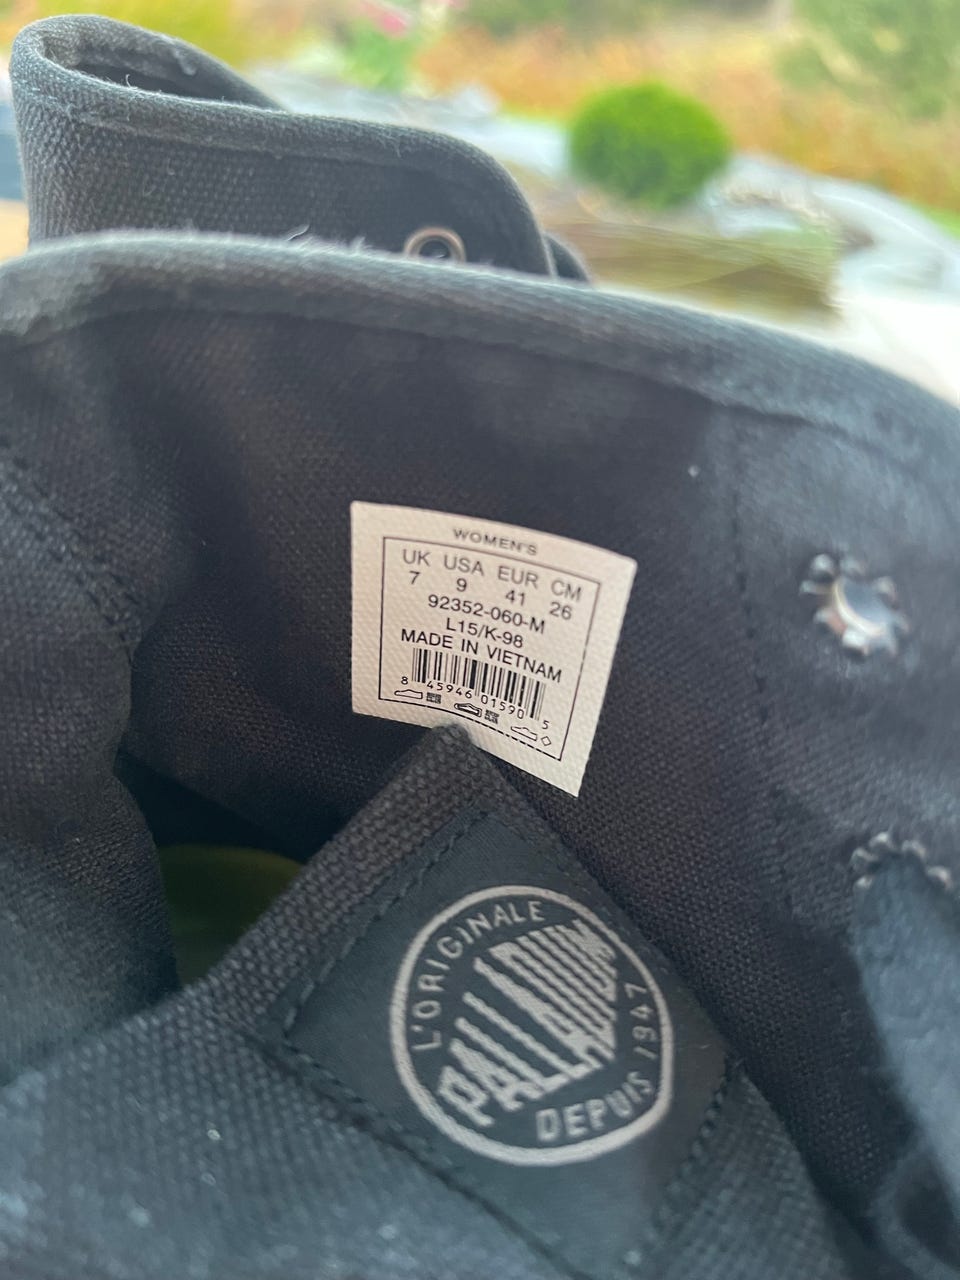 WOMEN'S
UK USA EUR CM
7 9 41 26
92352-060-M
L15/K-98
MADE IN VIETNAM
8 45946 01590 5
L'ORIGINALE
PALLADIUM
DEPUIS 1947